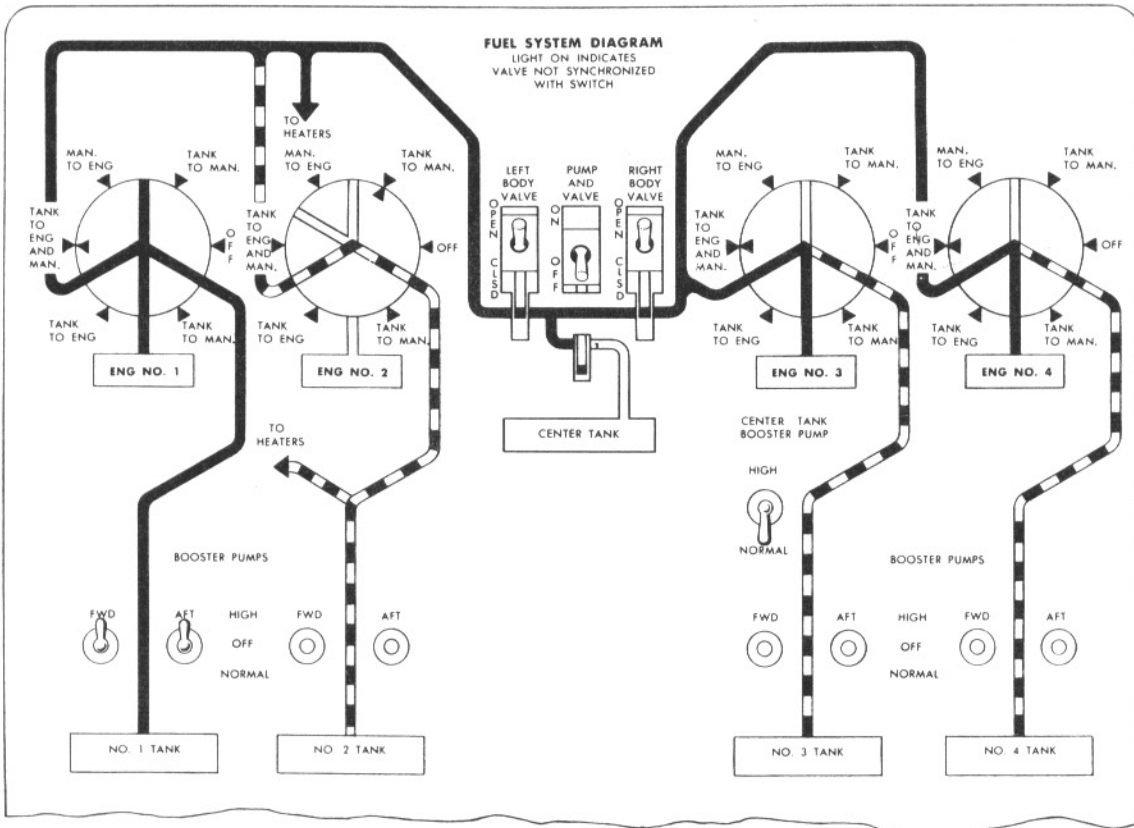 FUEL SYSTEM DIAGRAM
LIGHT ON INDICATES
VALVE NOT SYNCHRONIZED
WITH SWITCH
TO
HEATERS
MAN.
TO ENG
TANK
TO MAN.
TANK
TO
ENG
AND
MAN.
OFF
TANK
TO ENG
TANK
TO MAN.
ENG NO. 1
MAN.
TO ENG
TANK
TO MAN.
TANK
TO
ENG
AND
MAN.
OFF
TANK
TO ENG
TANK
TO MAN.
ENG NO. 2
LEFT
BODY
VALVE
OPEN
CLSD
PUMP
AND
VALVE
ON
OFF
RIGHT
BODY
VALVE
OPEN
CLSD
CENTER TANK
MAN.
TO ENG
TANK
TO MAN.
TANK
TO
ENG
AND
MAN.
OFF
TANK
TO ENG
TANK
TO MAN
ENG NO. 3
MAN.
TO ENG
TANK
TO MAN.
TANK
TO
ENG
AND
MAN.
OFF
TANK
TO ENG
TANK
TO MAN.
ENG NO. 4
TO
HEATERS
CENTER TANK
BOOSTER PUMP
HIGH
NORMAL
BOOSTER PUMPS
FWD
AFT
HIGH
OFF
NORMAL
FWD
AFT
BOOSTER PUMPS
FWD
AFT
HIGH
OFF
NORMAL
FWD
AFT
NO. 1 TANK
NO. 2 TANK
NO. 3 TANK
NO. 4 TANK